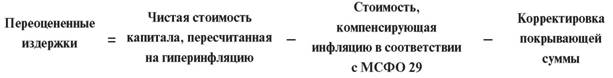 Переоцененные
издержки
=
Чистая стоимость
капитала, пересчитанная
на гиперинфляцию
–
Стоимость,
компенсирующая
инфляцию в соответствии
с МСФО 29
–
Корректировка
покрывающей
суммы